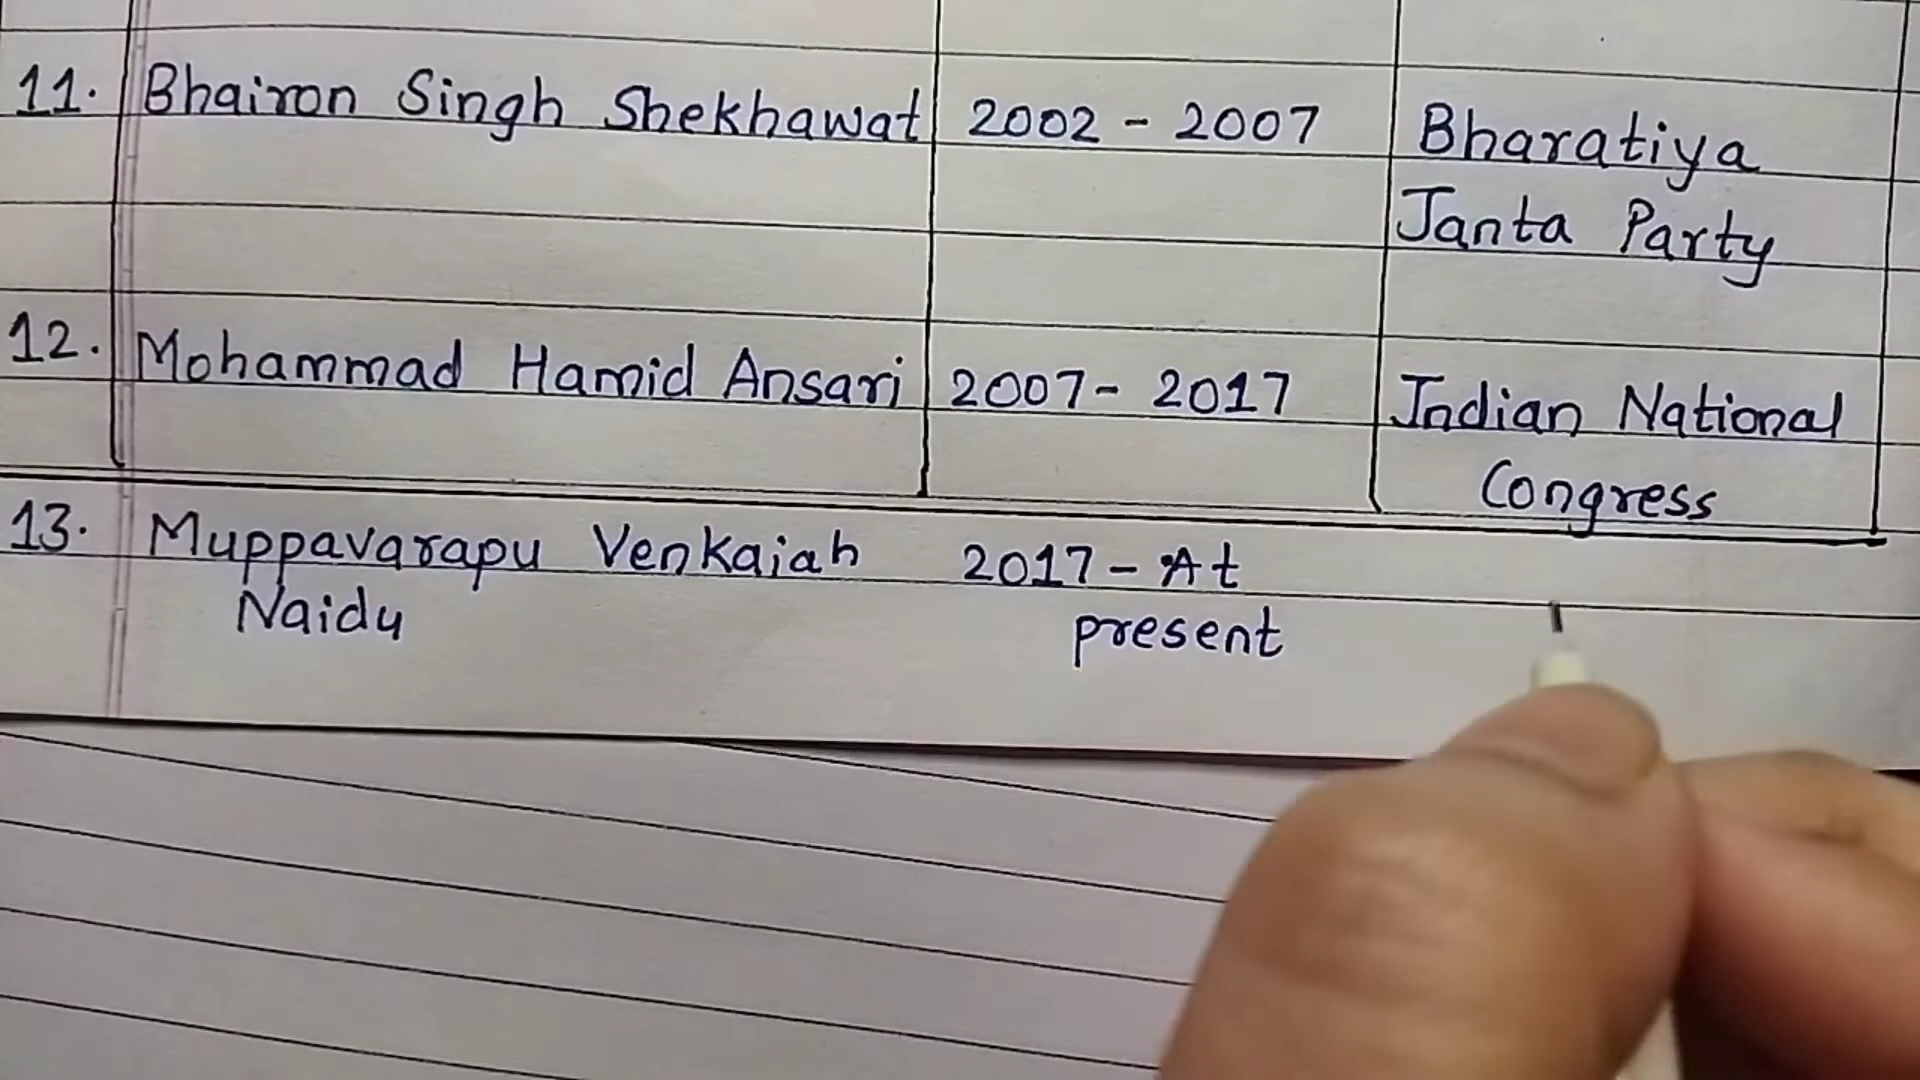 11. Bhairon Singh Shekhawat 2002 - 2007 Bharatiya
Janta Party
12. Mohammad Hamid Ansari 2007 - 2017 Indian National
Congress
13. Muppavarapu Venkaiah 2017 - At
Naidu present